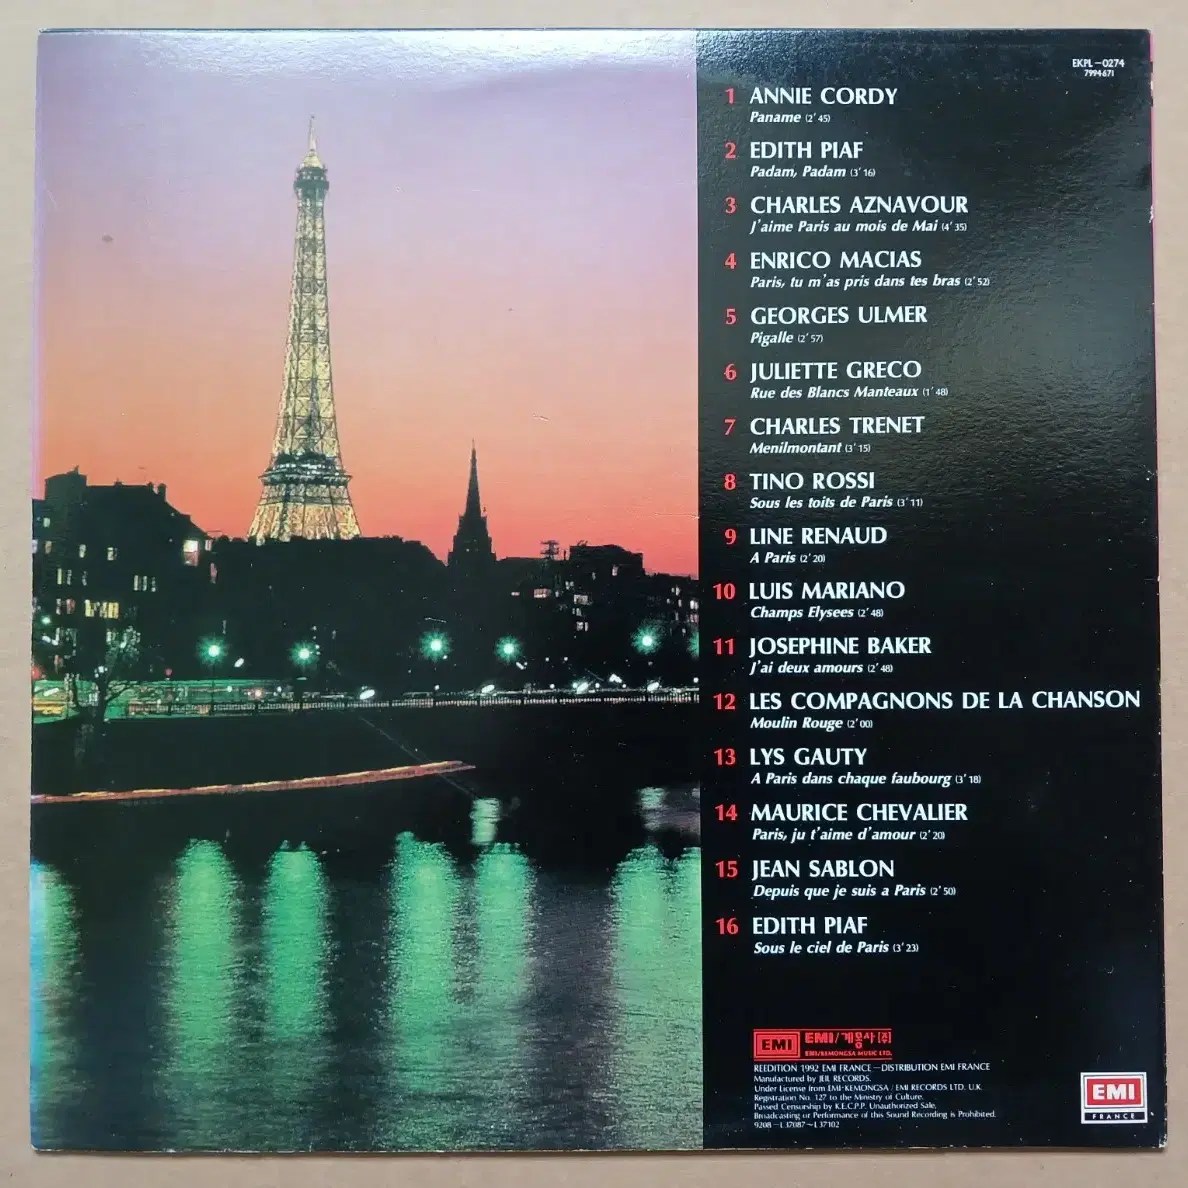 EKPL-0274
7994671
1 ANNIE CORDY
Paname (2'45)
2 EDITH PIAF
Padam, Padam (3'16)
3 CHARLES AZNAVOUR
J'aime Paris au mois de Mai (4'35)
4 ENRICO MACIAS
Paris, tu m'as pris dans tes bras (2'52)
5 GEORGES ULMER
Pigalle (2'57)
6 JULIETTE GRECO
Rue des Blancs Manteaux (1'48)
7 CHARLES TRENET
Menilmontant (3'15)
8 TINO ROSSI
Sous les toits de Paris (3'11)
9 LINE RENAUD
A Paris (2'20)
10 LUIS MARIANO
Champs Elysees (2'48)
11 JOSEPHINE BAKER
J'ai deux amours (2'48)
12 LES COMPAGNONS DE LA CHANSON
Moulin Rouge (2'00)
13 LYS GAUTY
A Paris dans chaque faubourg (3'18)
14 MAURICE CHEVALIER
Paris, ju t'aime d'amour (2'20)
15 JEAN SABLON
Depuis que je suis a Paris (2'50)
16 EDITH PIAF
Sous le ciel de Paris (3'23)
EMI EMI/계몽사 [주]
EMI/KEMONGSA MUSIC LTD.
REEDITION 1992 EMI FRANCE-DISTRIBUTION EMI FRANCE
Manufactured by JEIL RECORDS.
Under License from EMI-KEMONGSA / EMI RECORDS LTD. U.K.
Registration No. 127 to the Ministry of Culture.
Passed Censurship by K.E.C.P.P. Unauthorized Sale,
Broadcasting or Performance of this Sound Recording is Prohibited.
9208-L37087~L37102
EMI
FRANCE